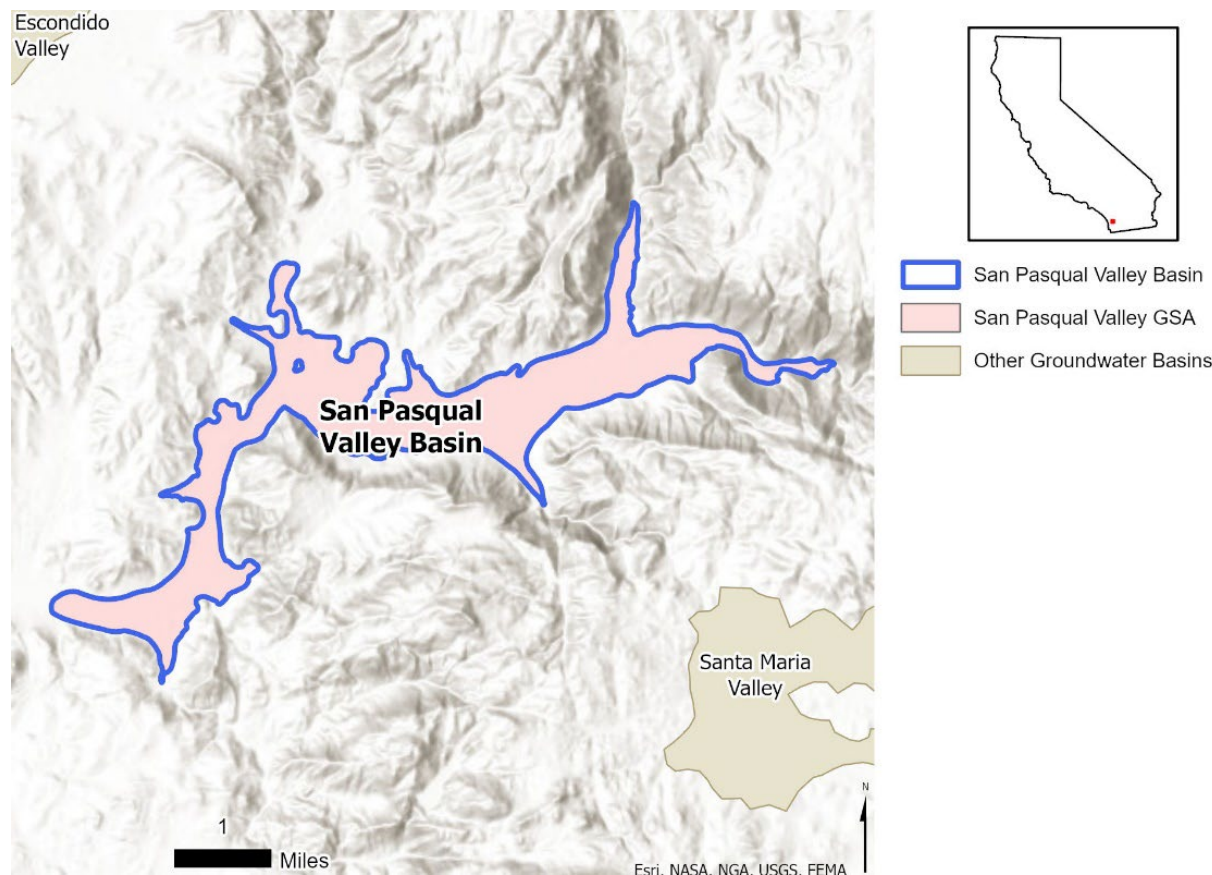 Escondido
Valley
San Pasqual
Valley Basin
Santa Maria
Valley
1
Miles
N
Esri, NASA, NGA, USGS, FEMA
San Pasqual Valley Basin
San Pasqual Valley GSA
Other Groundwater Basins